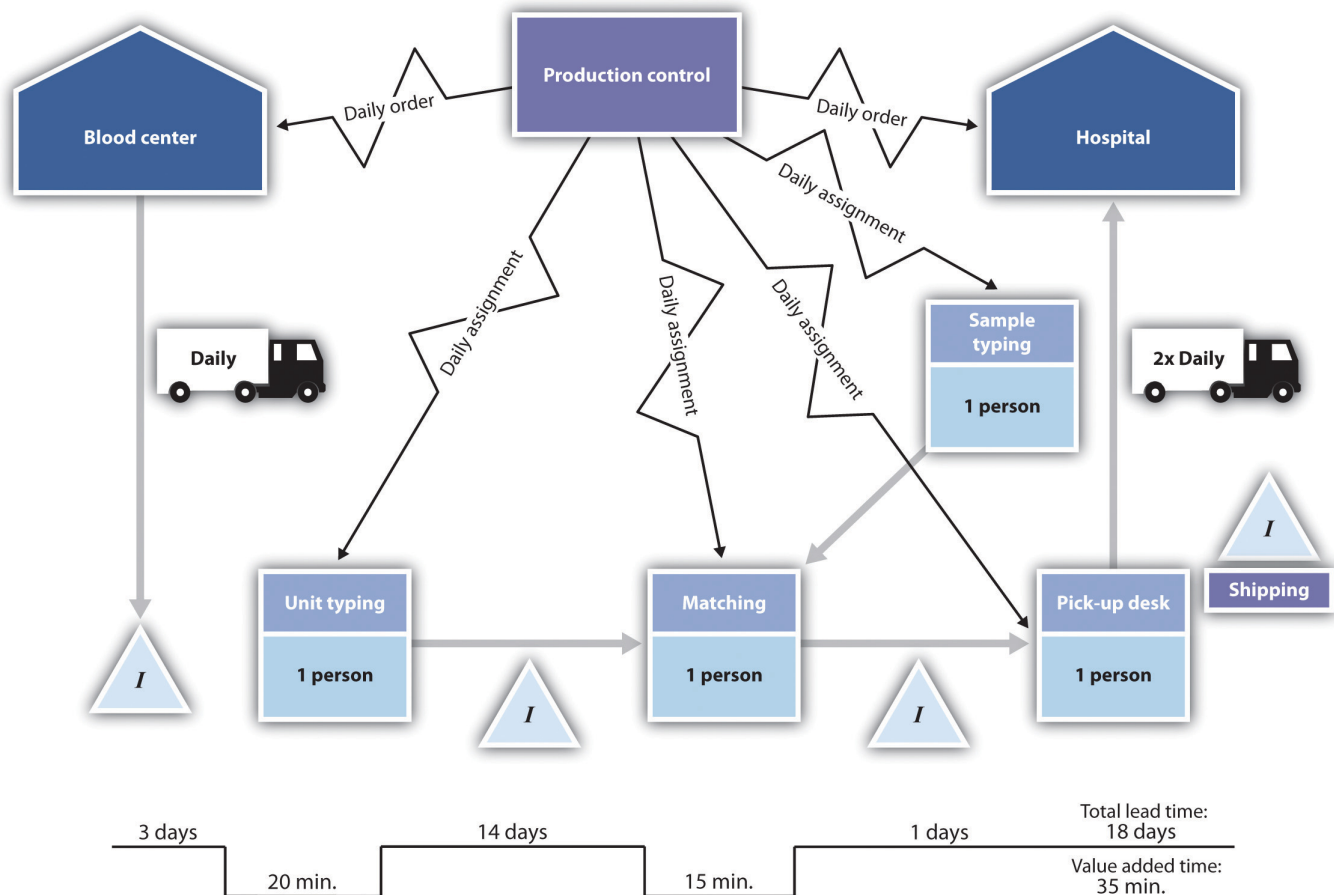 Production control
Blood center
Daily order
Daily order
Hospital
Daily assignment
Daily assignment
Daily assignment
Daily assignment
Daily
Sample
typing
1 person
2x Daily
I
Shipping
Unit typing
1 person
Matching
1 person
Pick-up desk
1 person
I
I
I
3 days
20 min.
14 days
15 min.
1 days
Total lead time:
18 days
Value added time:
35 min.